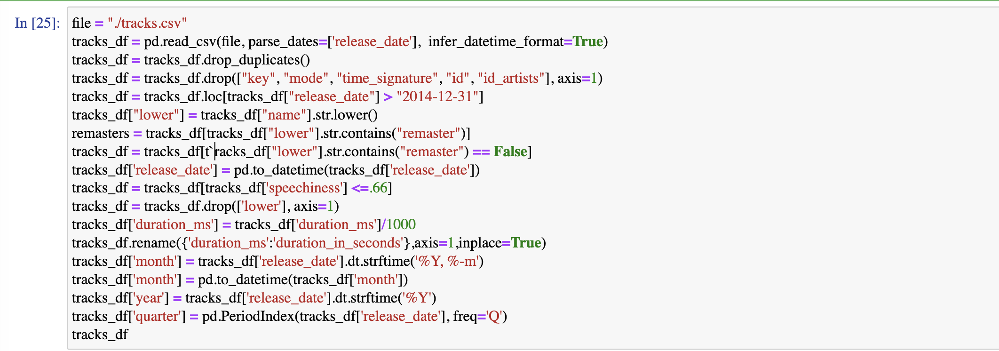 In [25]:
file = "./tracks.csv"
tracks_df = pd.read_csv(file, parse_dates=['release_date'],  infer_datetime_format=True)
tracks_df = tracks_df.drop_duplicates()
tracks_df = tracks_df.drop(["key", "mode", "time_signature", "id", "id_artists"], axis=1)
tracks_df = tracks_df.loc[tracks_df["release_date"] > "2014-12-31"]
tracks_df["lower"] = tracks_df["name"].str.lower()
remasters = tracks_df[tracks_df["lower"].str.contains("remaster")]
tracks_df = tracks_df[t`racks_df["lower"].str.contains("remaster") == False]
tracks_df['release_date'] = pd.to_datetime(tracks_df['release_date'])
tracks_df = tracks_df[tracks_df['speechiness'] <=.66]
tracks_df = tracks_df.drop(['lower'], axis=1)
tracks_df['duration_ms'] = tracks_df['duration_ms']/1000
tracks_df.rename({'duration_ms':'duration_in_seconds'},axis=1,inplace=True)
tracks_df['month'] = tracks_df['release_date'].dt.strftime('%Y, %-m')
tracks_df['month'] = pd.to_datetime(tracks_df['month'])
tracks_df['year'] = tracks_df['release_date'].dt.strftime('%Y')
tracks_df['quarter'] = pd.PeriodIndex(tracks_df['release_date'], freq='Q')
tracks_df